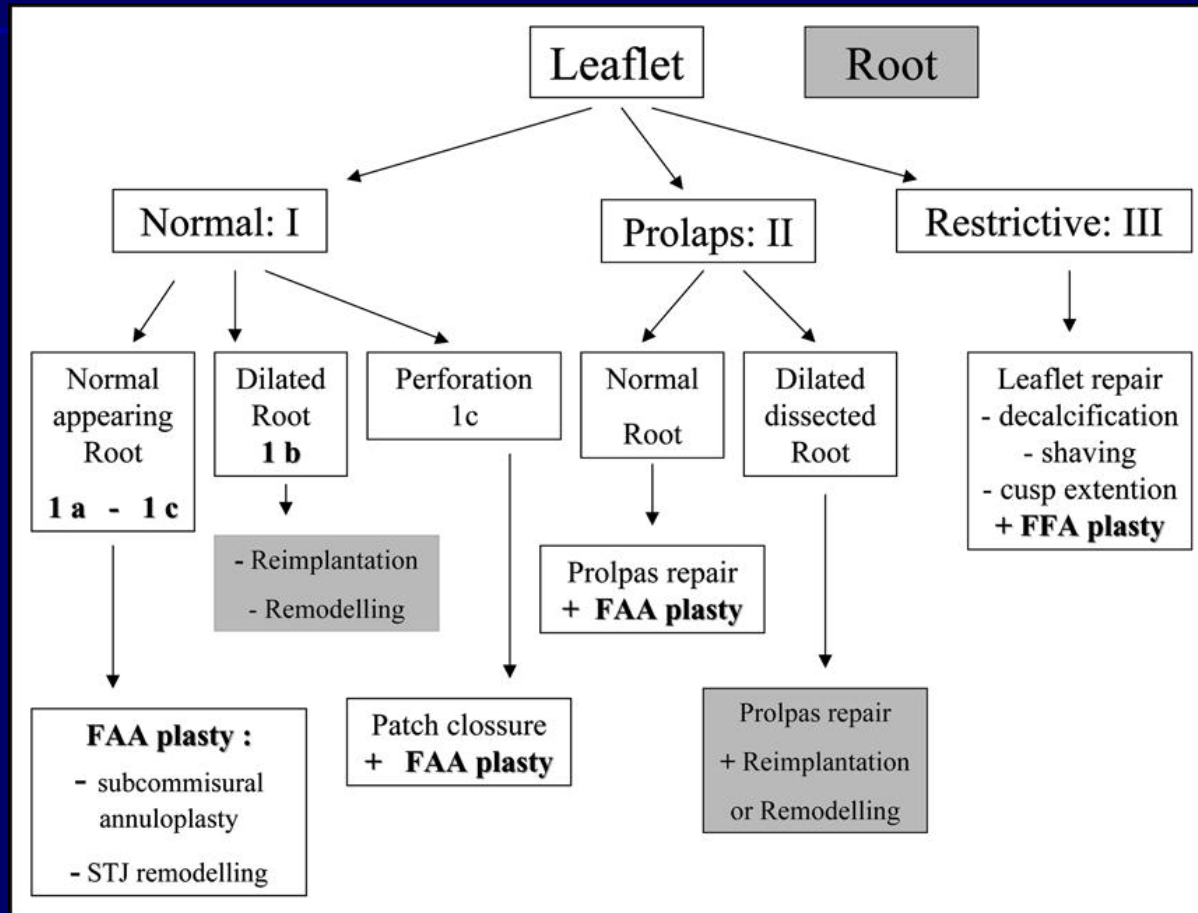 Leaflet
Root
Normal: I
Prolaps: II
Restrictive: III
Normal
appearing
Root
1 a - 1 c
Dilated
Root
1 b
Perforation
1c
Normal
Root
Dilated
dissected
Root
Leaflet repair
- decalcification
- shaving
- cusp extention
+ FFA plasty
- Reimplantation
- Remodelling
Prolpas repair
+ FAA plasty
FAA plasty :
- subcommisural
annuloplasty
- STJ remodelling
Patch clossure
+ FAA plasty
Prolpas repair
+ Reimplantation
or Remodelling